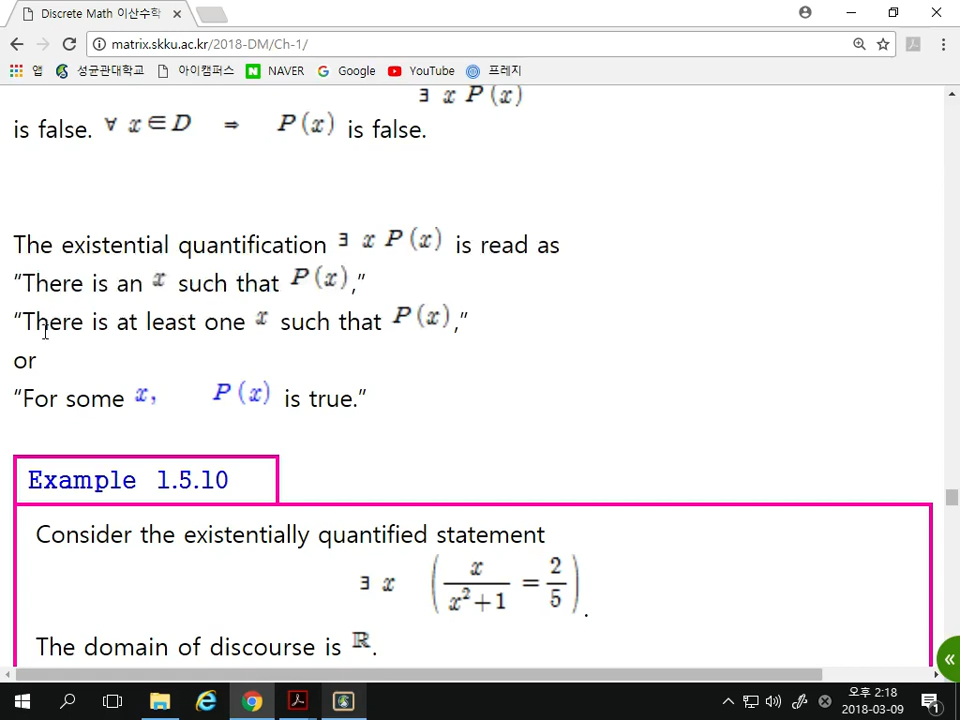 Discrete Math 이산수학
matrix.skku.ac.kr/2018-DM/Ch-1/
앱 성균관대학교 아이캠퍼스 NAVER Google YouTube 프레지
∃ x P(x)
is false. ∀ x∈D ⇒ P(x) is false.
The existential quantification ∃ x P(x) is read as
“There is an x such that P(x),”
“There is at least one x such that P(x),”
or
“For some x, P(x) is true.”
Example 1.5.10
Consider the existentially quantified statement
∃ x (x/(x²+1) = 2/5).
The domain of discourse is ℝ.
오후 2:18
2018-03-09
1